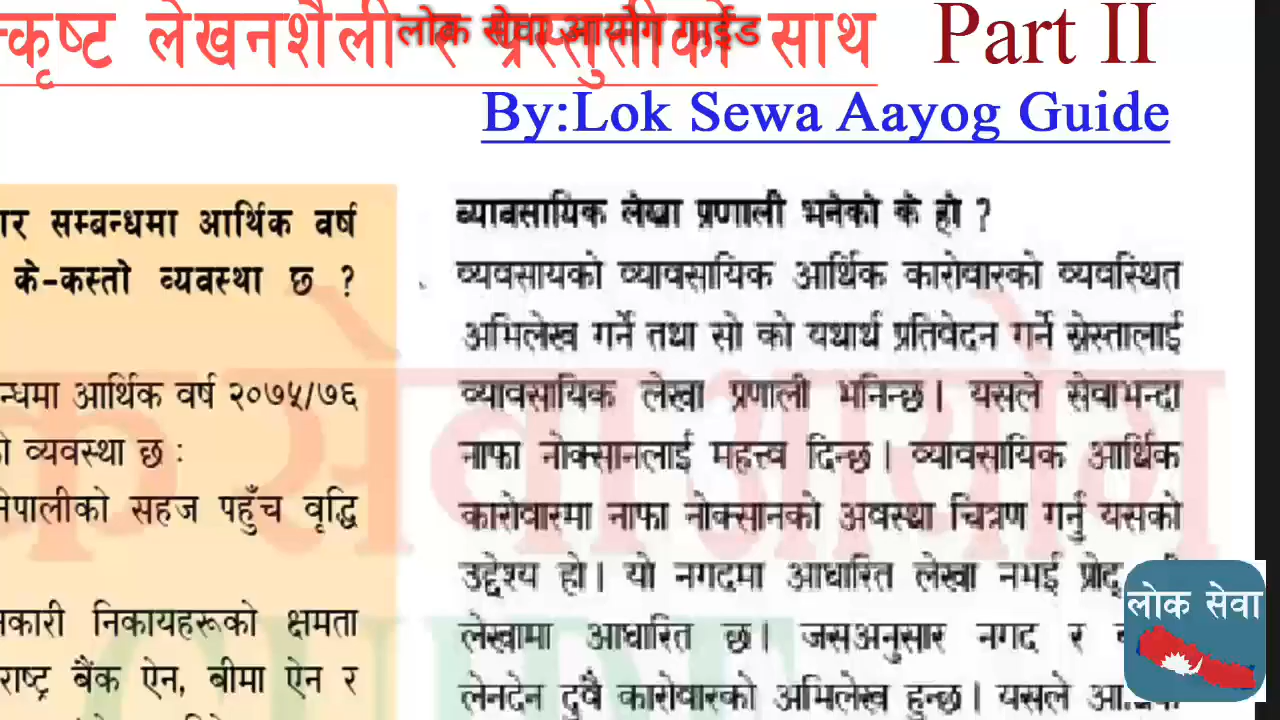 कृष्ट लेखनशैली र प्रस्तुतीका साथ Part II
लोक सेवा आयोग गाईड
By:Lok Sewa Aayog Guide
सम्बन्धमा आर्थिक वर्ष
के-कस्तो व्यवस्था छ ?
आर्थिक वर्ष २०७५/७६
व्यवस्था छ :
सहज पहुँच वृद्धि
निकायहरूको क्षमता
बैंक ऐन, बीमा ऐन र
ब्यावसायिक लेखा प्रणाली भनेको के हो ?
व्यवसायको व्यावसायिक आर्थिक कारोवारको व्यवस्थित
अभिलेख गर्ने तथा सो को यथार्थ प्रतिवेदन गर्ने स्रेस्तालाई
व्यावसायिक लेखा प्रणाली भनिन्छ। यसले सेवाभन्दा
नाफा नोक्सानलाई महत्त्व दिन्छ। व्यावसायिक आर्थिक
कारोवारमा नाफा नोक्सानको अवस्था चित्रण गर्नु यसको
उद्देश्य हो। यो नगदमा आधारित लेखा नभई
लेखामा आधारित छ। जसअनुसार नगद र
लेनदेन दुवै कारोवारको अभिलेख हुन्छ। यसले
लोक सेवा